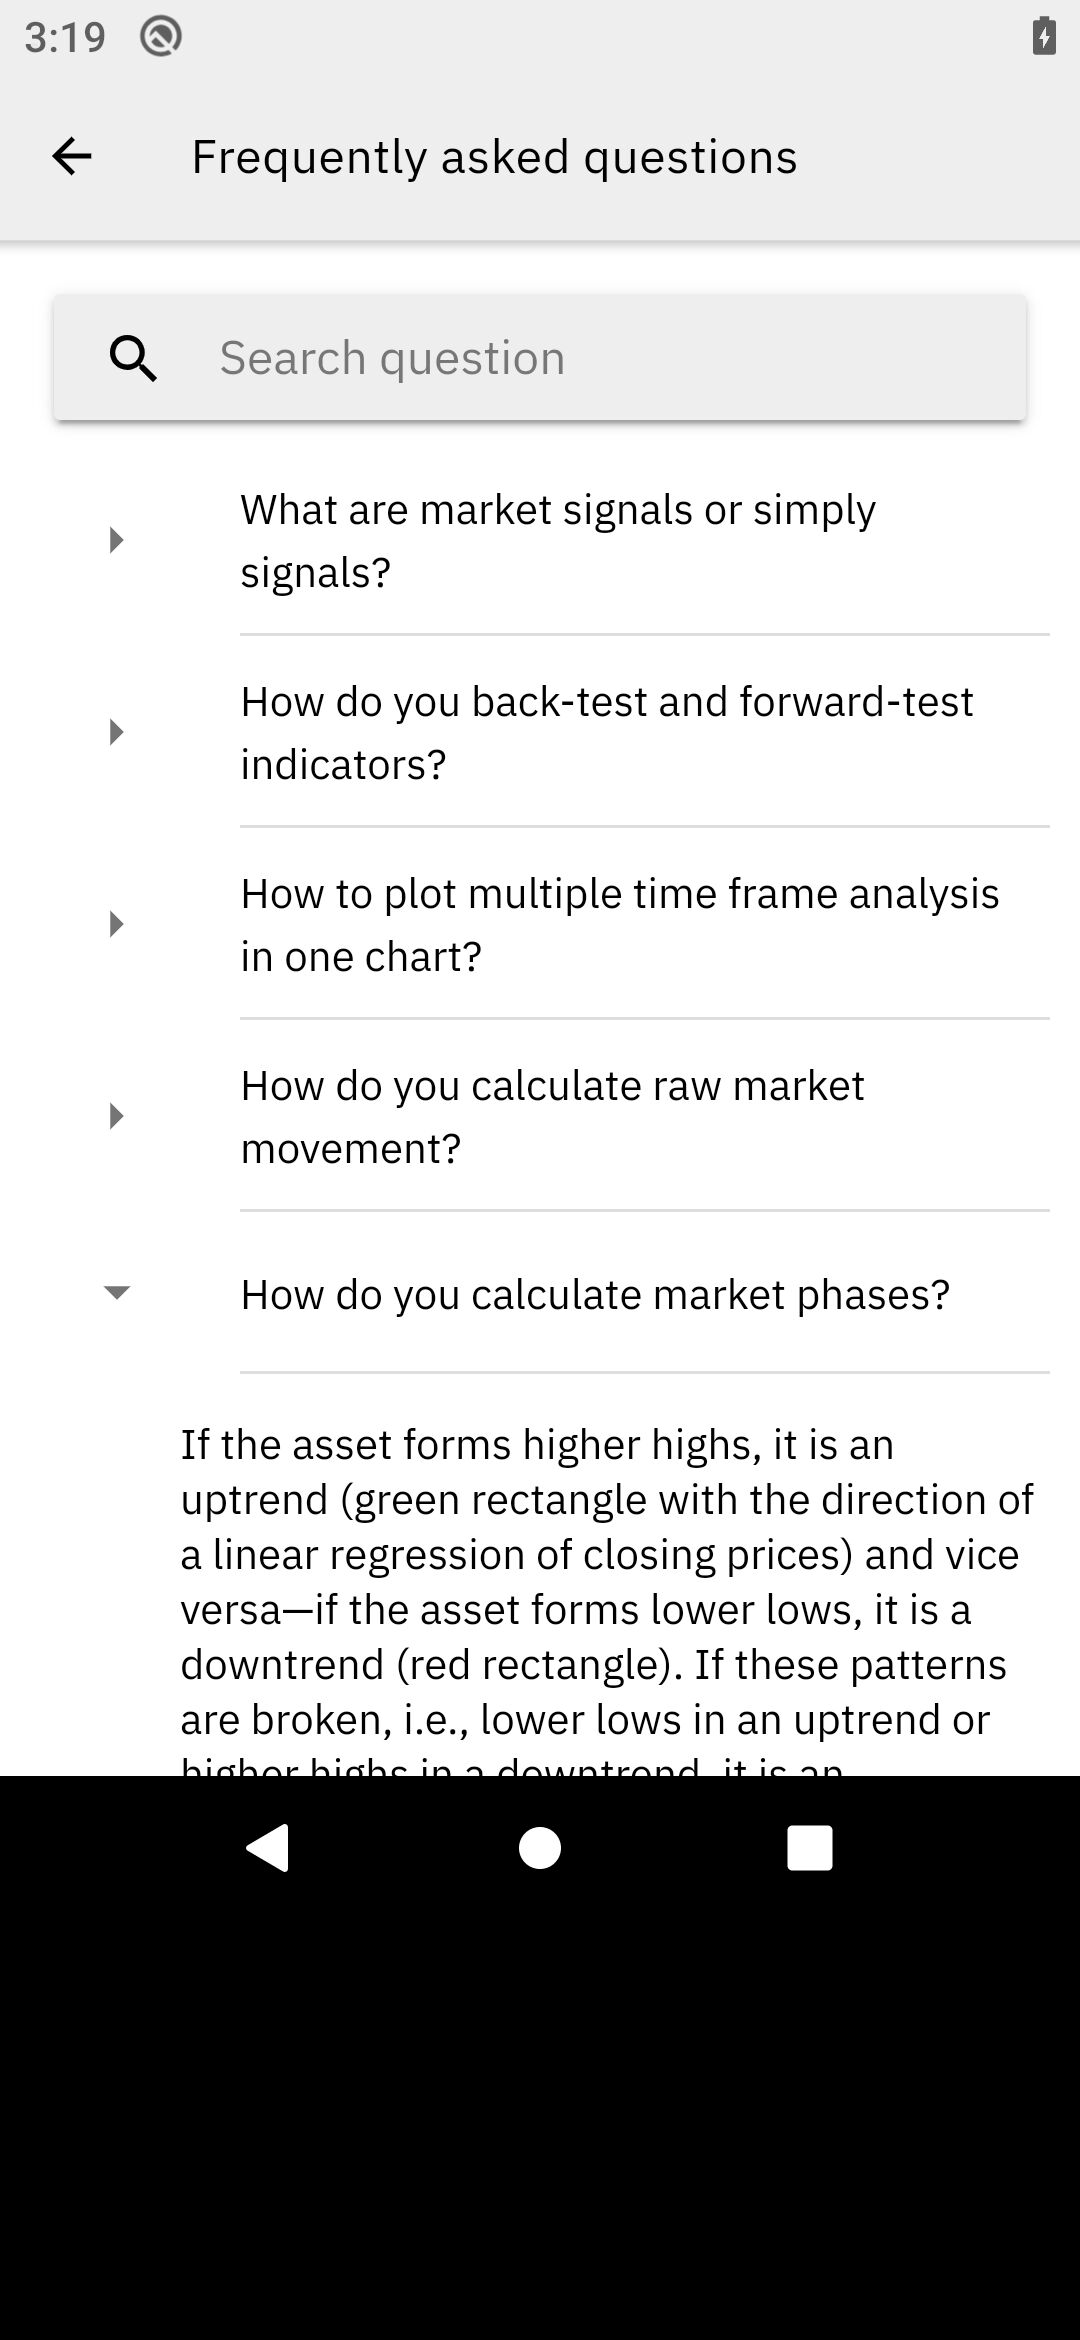 3:19
Frequently asked questions
Search question
What are market signals or simply
signals?
How do you back-test and forward-test
indicators?
How to plot multiple time frame analysis
in one chart?
How do you calculate raw market
movement?
How do you calculate market phases?
If the asset forms higher highs, it is an
uptrend (green rectangle with the direction of
a linear regression of closing prices) and vice
versa—if the asset forms lower lows, it is a
downtrend (red rectangle). If these patterns
are broken, i.e., lower lows in an uptrend or
higher highs in a downtrend, it is an